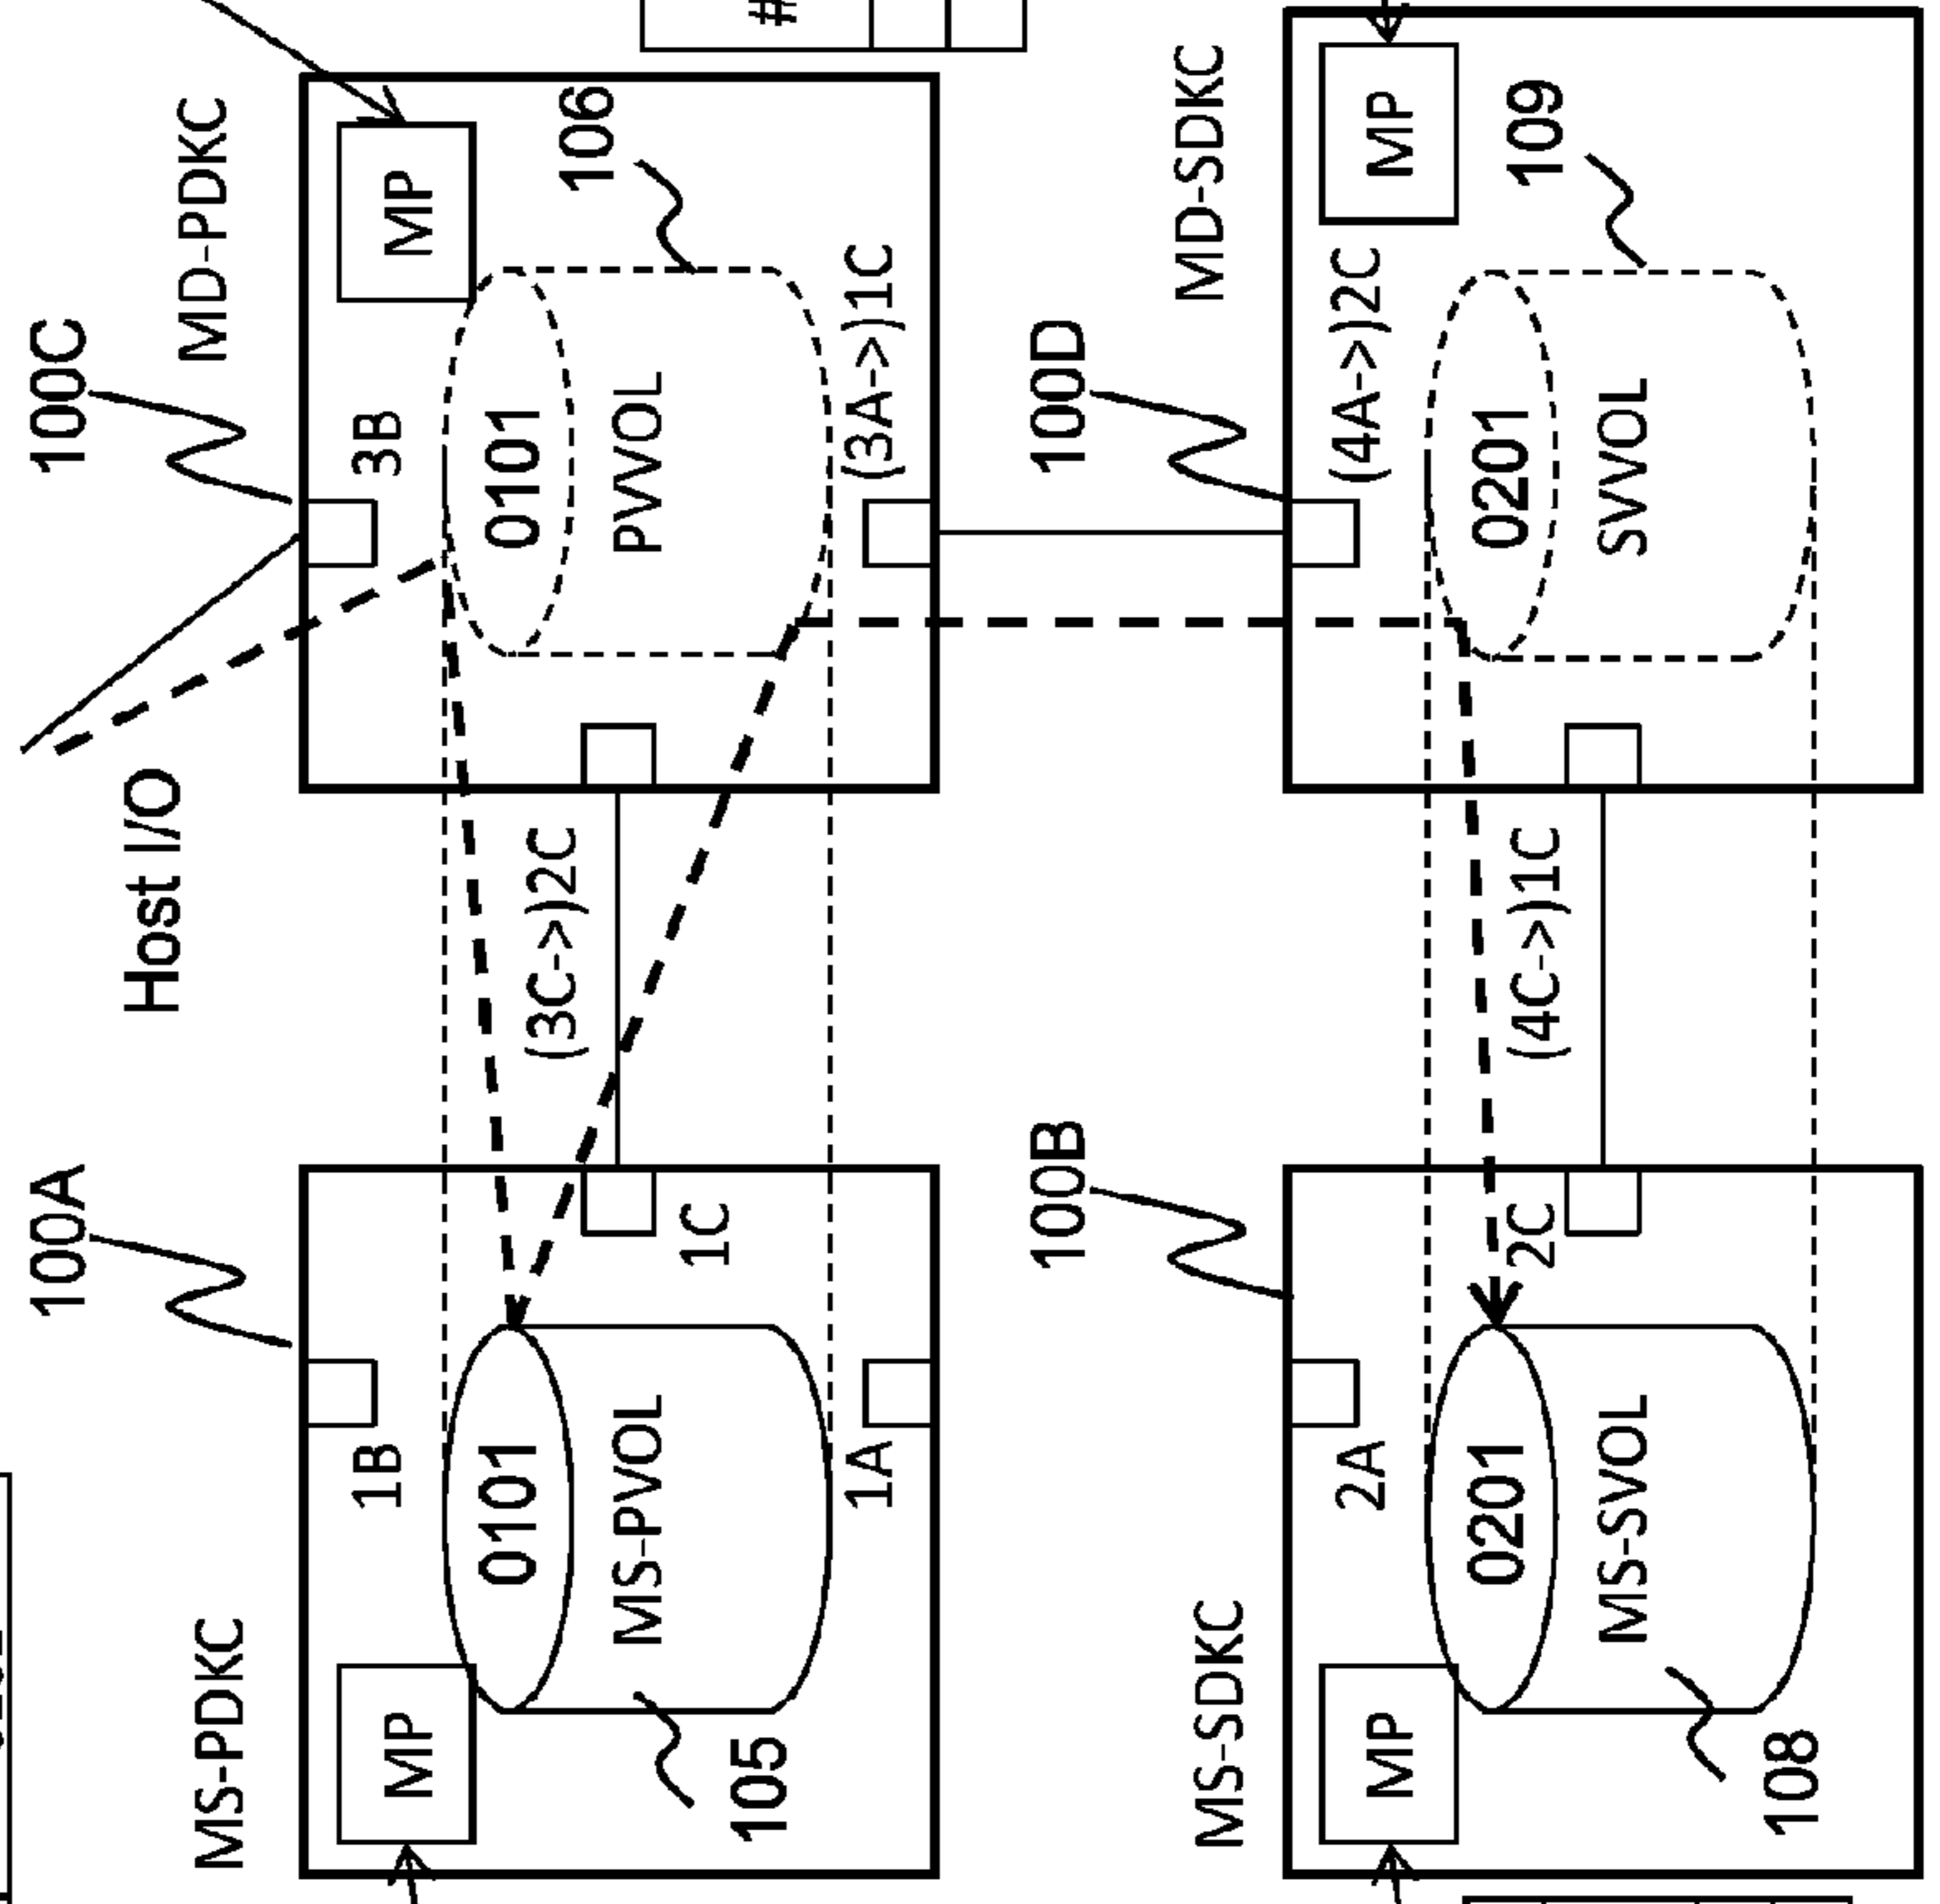 100A
100C
Host I/O
MS-PDKC
MD-PDKC
MP
1B
3B
MP
0101
0101
106
MS-PVOL
PVVOL
(3C->)2C
105
1C
1A
(3A->)1C
#
100B
100D
MS-SDKC
MD-SDKC
MP
2A
(4A->)2C
MP
0201
0201
109
2C
(4C->)1C
MS-SVOL
SVVOL
108